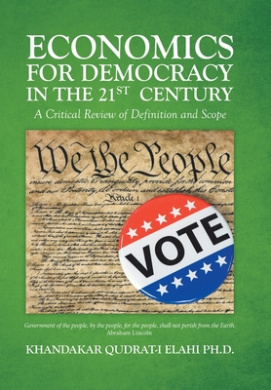 ECONOMICS
FOR DEMOCRACY
IN THE 21ST CENTURY
A Critical Review of Definition and Scope
We the People
Article 1
VOTE
Government of the people, by the people, for the people, shall not perish from the Earth.
Abraham Lincoln
KHANDAKAR QUDRAT-I ELAHI PH.D.